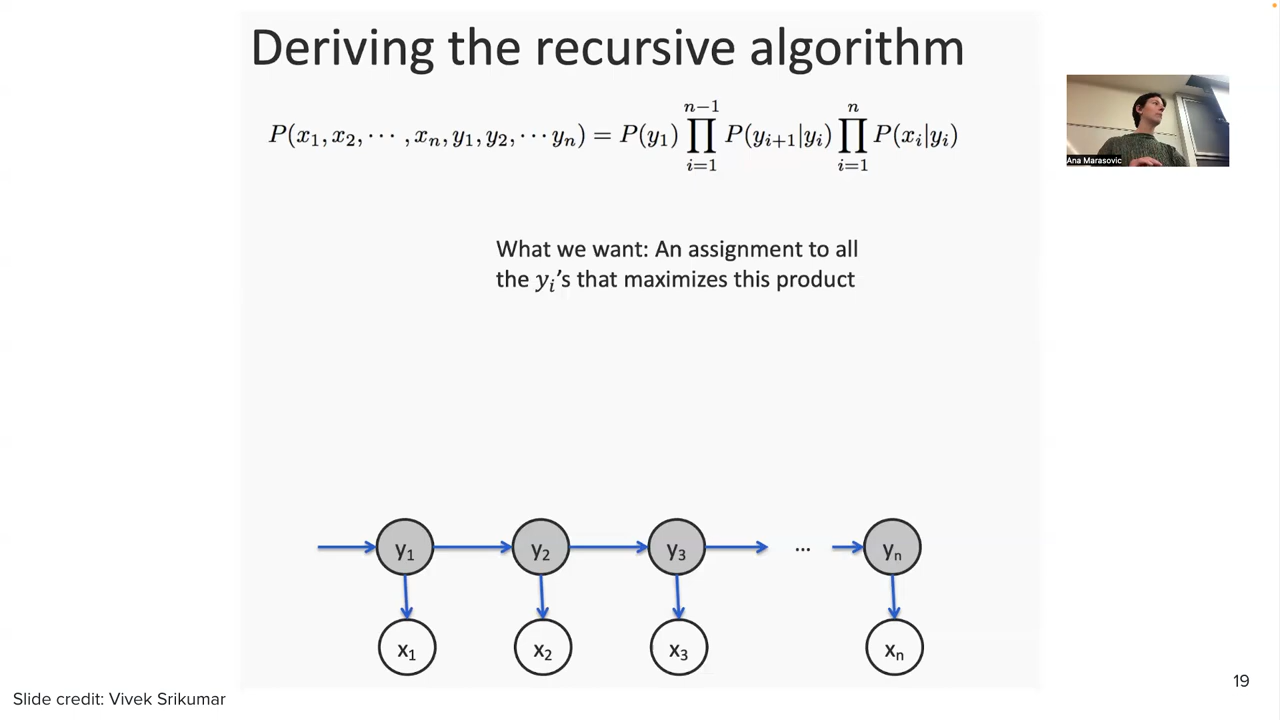 Deriving the recursive algorithm
P(x₁, x₂, ⋯ , xₙ, y₁, y₂, ⋯ yₙ) = P(y₁) ∏ᵢ₌₁ⁿ⁻¹ P(yᵢ₊₁|yᵢ) ∏ᵢ₌₁ⁿ P(xᵢ|yᵢ)
Ana Marasovic
What we want: An assignment to all
the yᵢ's that maximizes this product
y₁ y₂ y₃ ... yₙ
x₁ x₂ x₃ xₙ
19
Slide credit: Vivek Srikumar